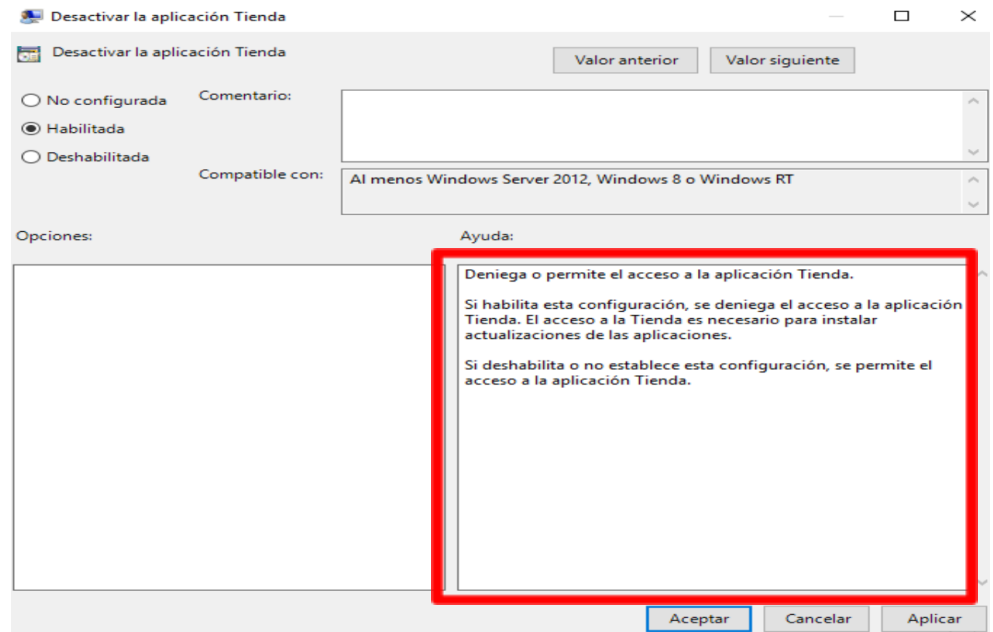 Desactivar la aplicación Tienda
Desactivar la aplicación Tienda
Valor anterior
Valor siguiente
No configurada
Habilitada
Deshabilitada
Comentario:
Compatible con:
Al menos Windows Server 2012, Windows 8 o Windows RT
Opciones:
Ayuda:
Deniega o permite el acceso a la aplicación Tienda.
Si habilita esta configuración, se deniega el acceso a la aplicación
Tienda. El acceso a la Tienda es necesario para instalar
actualizaciones de las aplicaciones.
Si deshabilita o no establece esta configuración, se permite el
acceso a la aplicación Tienda.
Aceptar
Cancelar
Aplicar